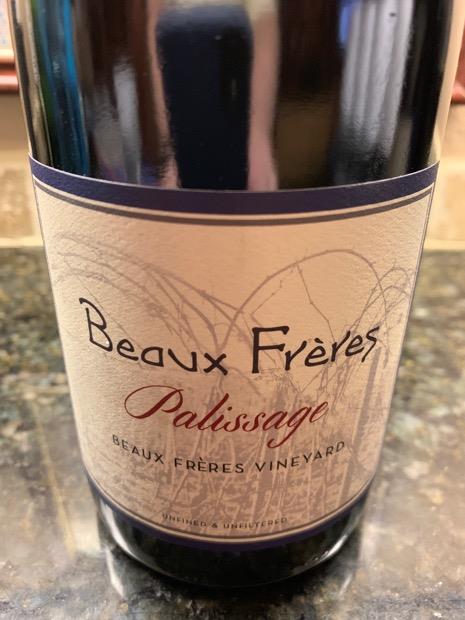 Beaux Frères
Palissage
BEAUX FRÈRES VINEYARD
UNFINED & UNFILTERED